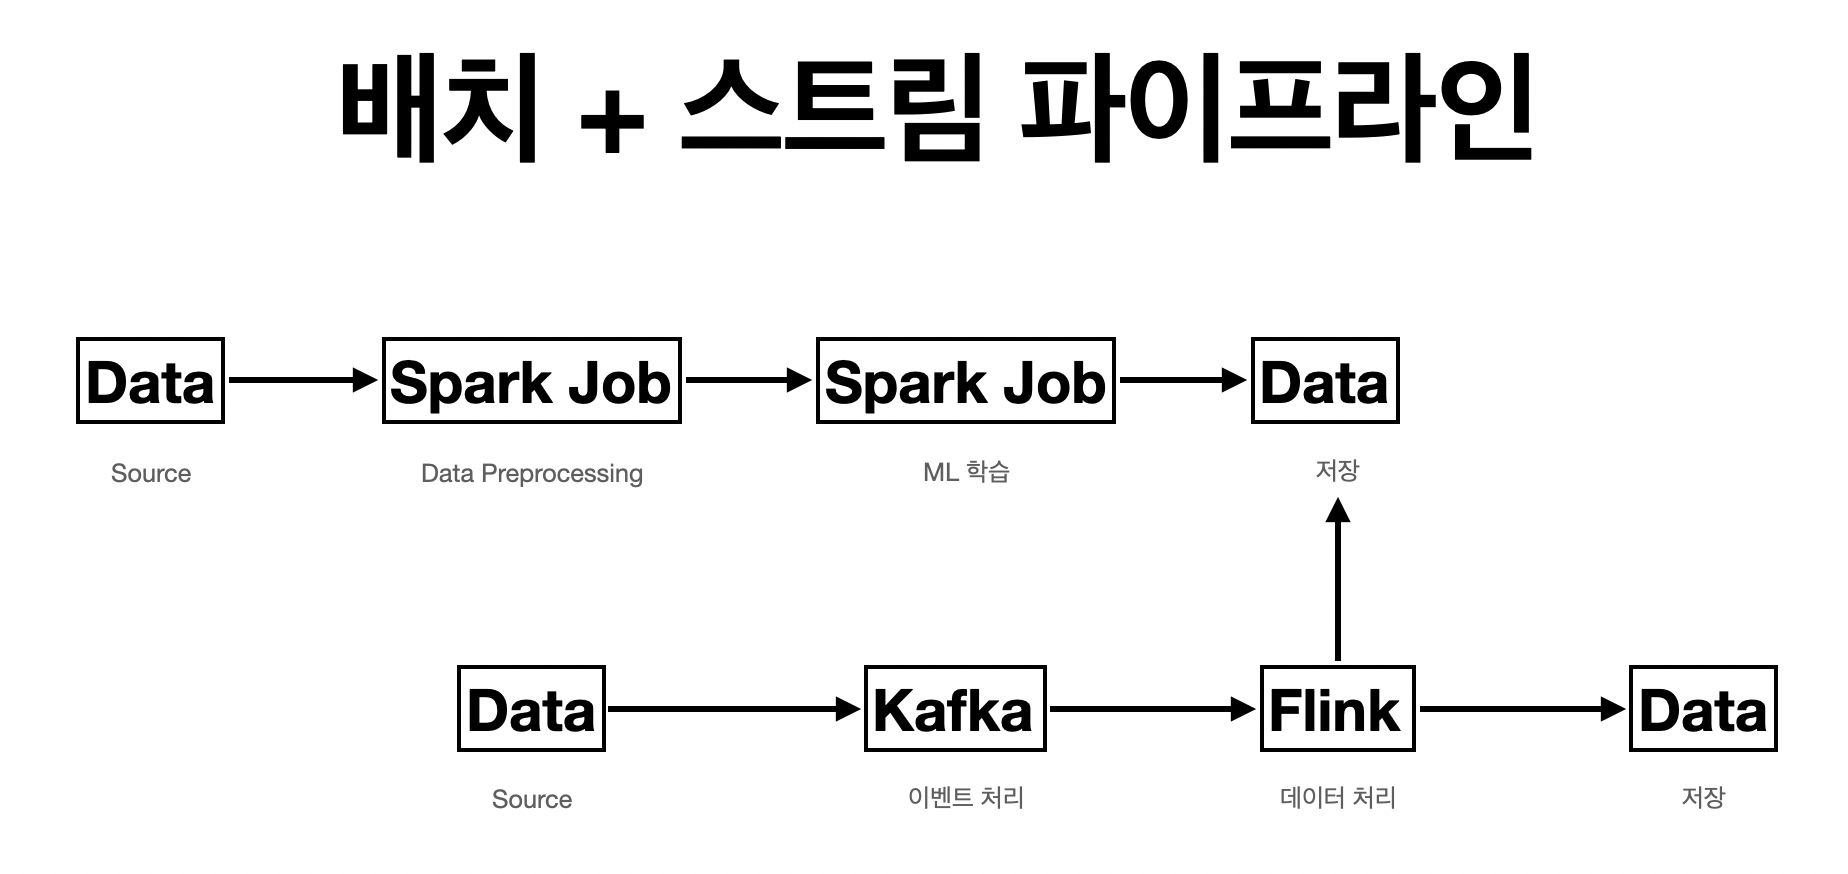 배치 + 스트림 파이프라인
Data
Spark Job
Spark Job
Data
Source
Data Preprocessing
ML 학습
저장
Data
Kafka
Flink
Data
Source
이벤트 처리
데이터 처리
저장